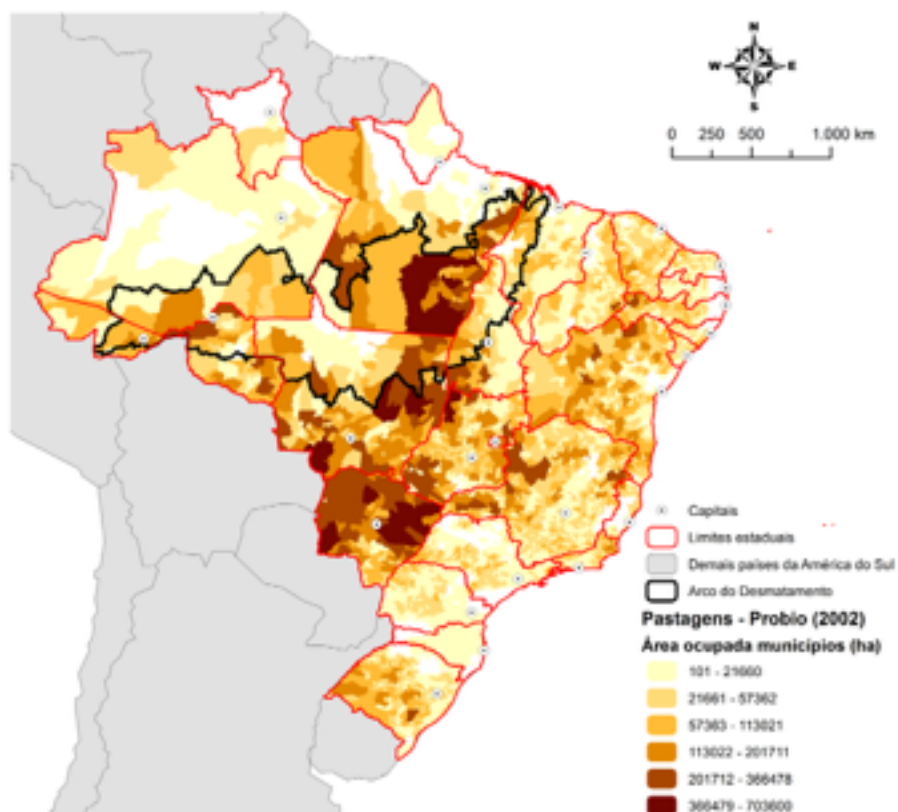 N
W E
S
0 250 500 1.000 km
Capitais
Limites estaduais
Demais países da América do Sul
Arco do Desmatamento
Pastagens - Probio (2002)
Área ocupada municípios (ha)
101 - 21660
21661 - 57362
57363 - 113021
113022 - 201711
201712 - 366478
366479 - 703600